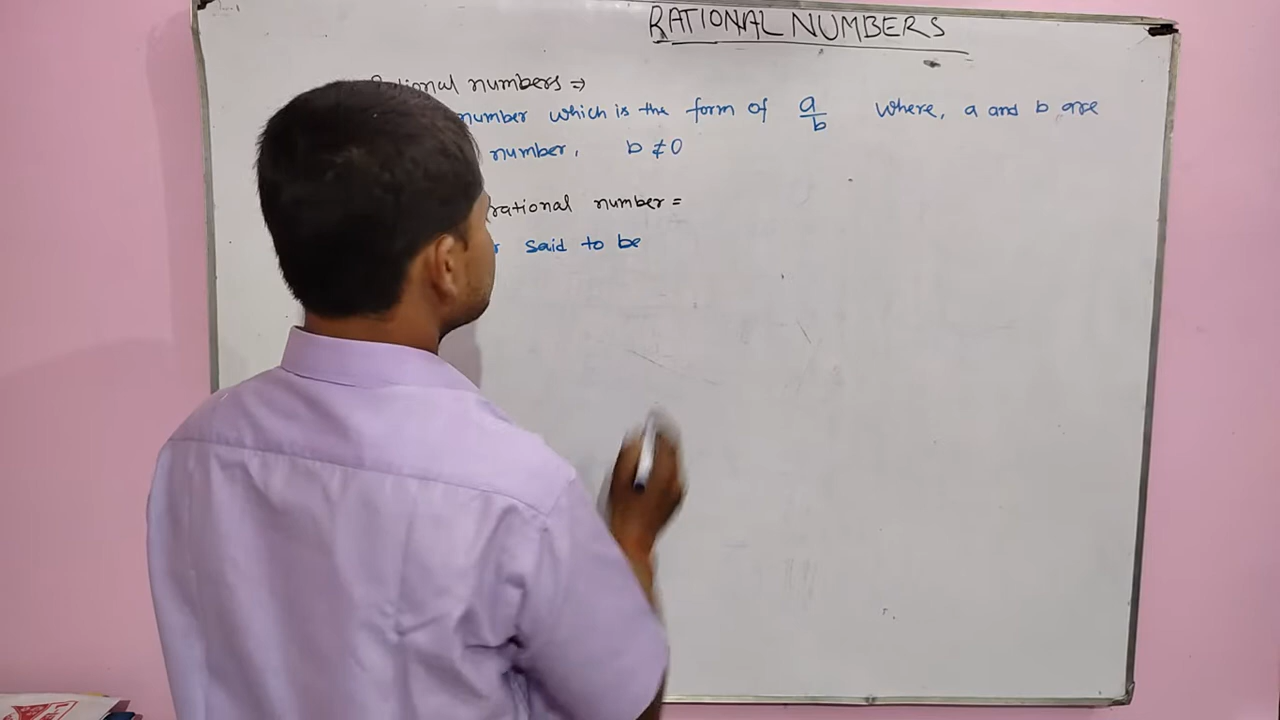 RATIONAL NUMBERS
Rational numbers ⇒
number which is the form of a/b where, a and b are
number, b ≠ 0
rational number =
said to be